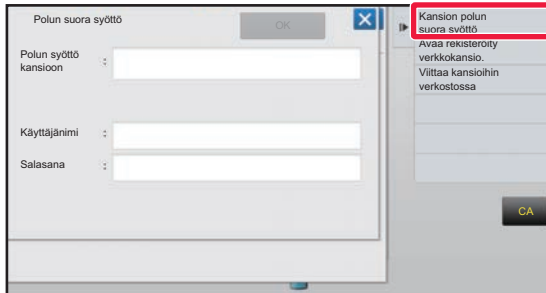 Polun suora syöttö
OK
Polun syöttö
kansioon
:
Käyttäjänimi :
Salasana :
Kansion polun
suora syöttö
Avaa rekisteröity
verkkokansio.
Viittaa kansioihin
verkostossa
CA